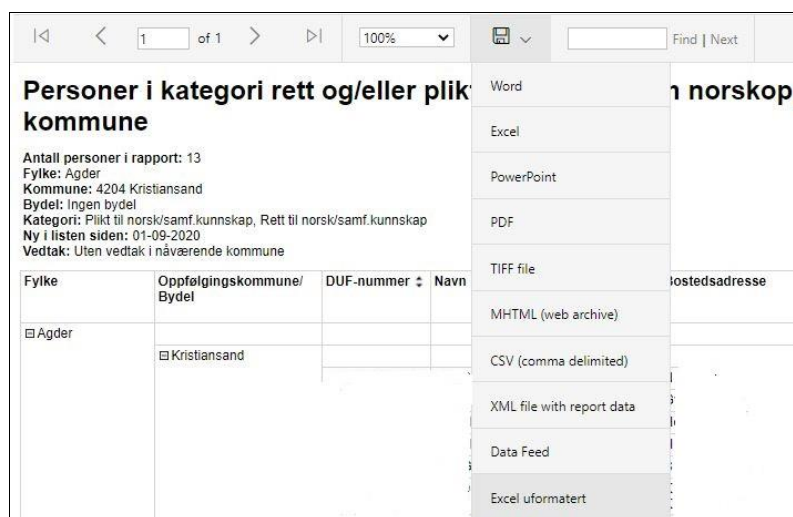 1 of 1 100% Find | Next
Personer i kategori rett og/eller plikt norskop
kommune
Antall personer i rapport: 13
Fylke: Agder
Kommune: 4204 Kristiansand
Bydel: Ingen bydel
Kategori: Plikt til norsk/samf.kunnskap, Rett til norsk/samf.kunnskap
Ny i listen siden: 01-09-2020
Vedtak: Uten vedtak i nåværende kommune
Fylke Oppfølgingskommune/ DUF-nummer Navn ostedsadresse
Bydel
Agder
Kristiansand
Word
Excel
PowerPoint
PDF
TIFF file
MHTML (web archive)
CSV (comma delimited)
XML file with report data
Data Feed
Excel uformatert